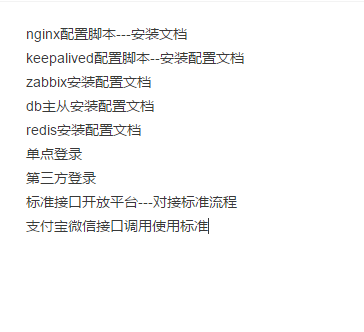 nginx配置脚本---安装文档
keepalived配置脚本--安装配置文档
zabbix安装配置文档
db主从安装配置文档
redis安装配置文档
单点登录
第三方登录
标准接口开放平台---对接标准流程
支付宝微信接口调用使用标准